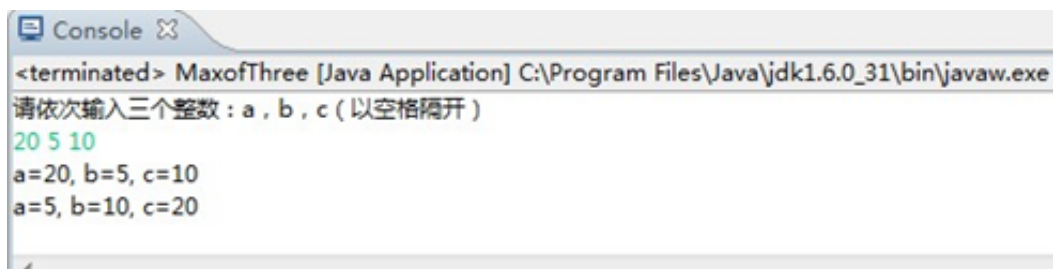 Console
<terminated> MaxofThree [Java Application] C:\Program Files\Java\jdk1.6.0_31\bin\javaw.exe
请依次输入三个整数：a，b，c（以空格隔开）
20 5 10
a=20, b=5, c=10
a=5, b=10, c=20